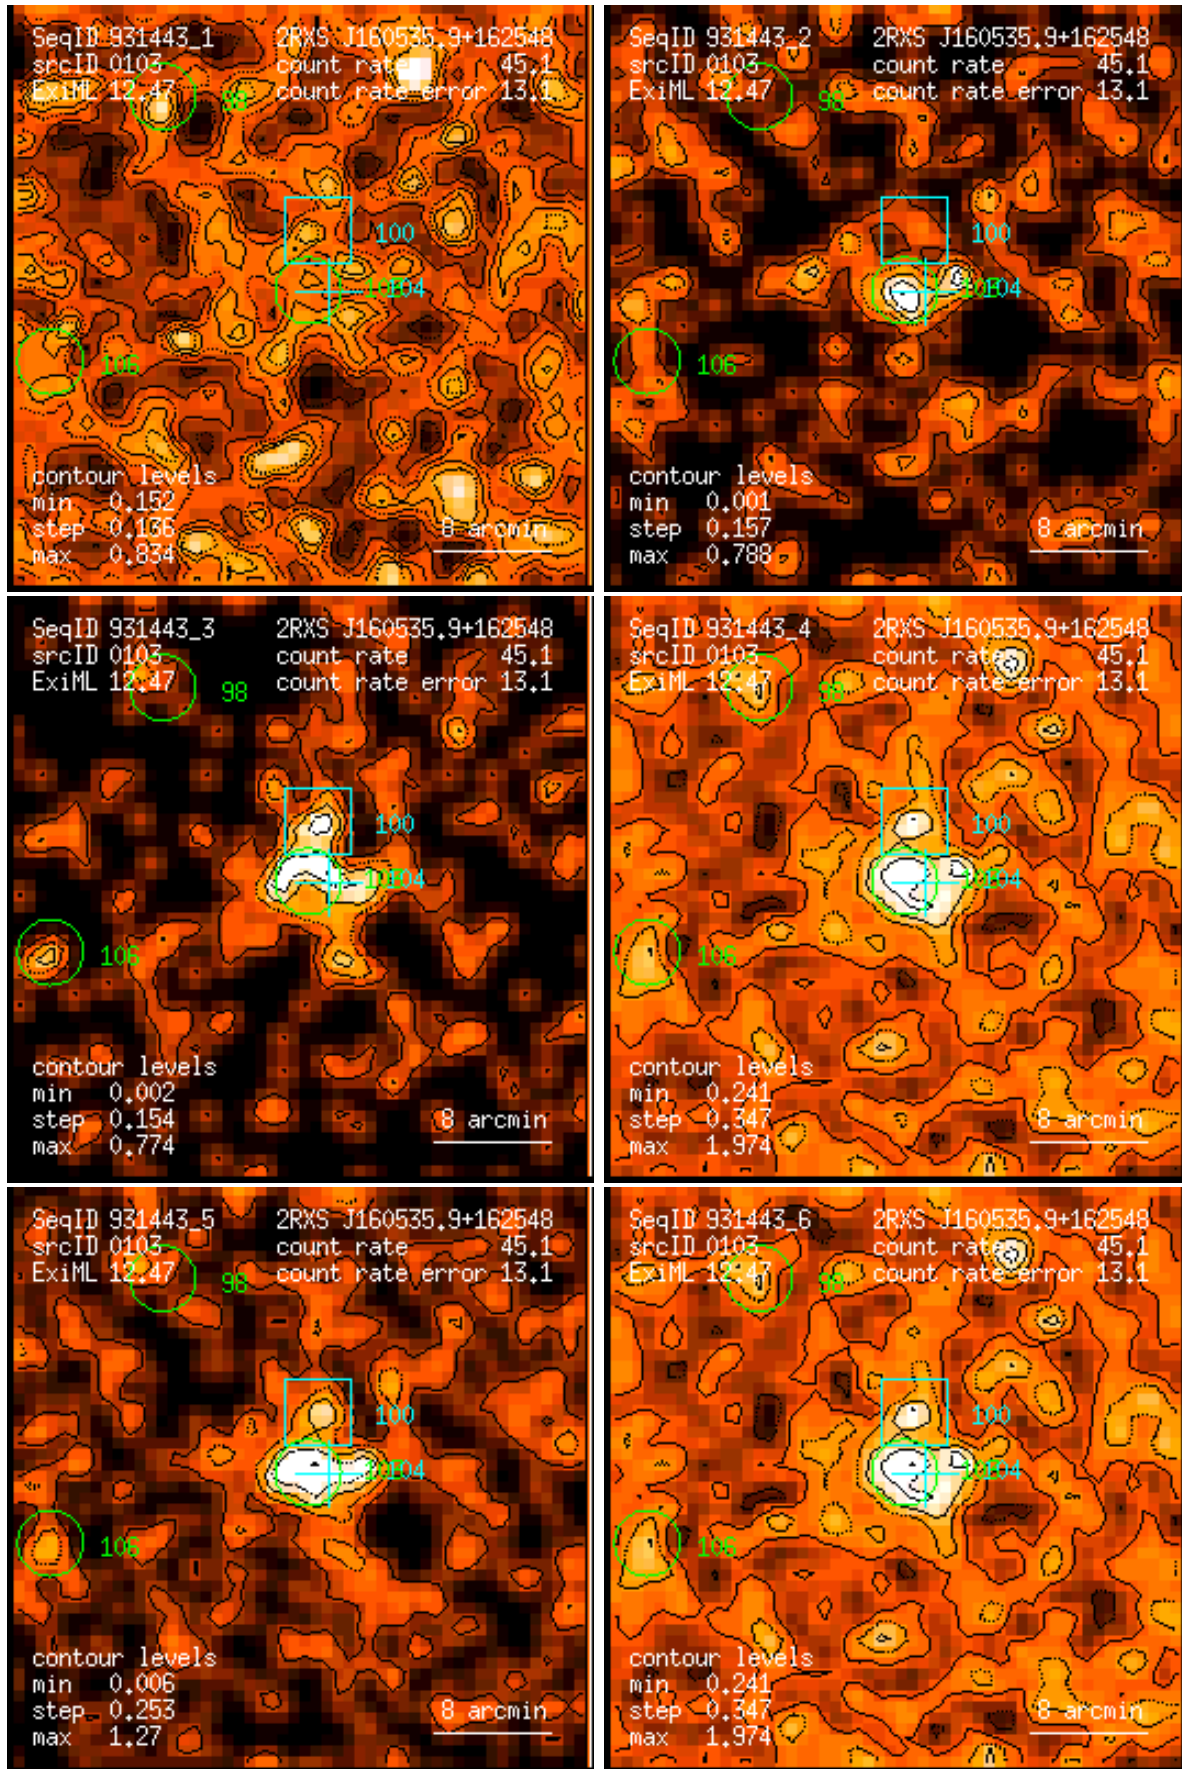 SeqID 931443_1 2RXS J160535.9+162548
srcID 0103 count rate 45.1
ExiML 12.47 count rate error 13.1
98
100
104
106
contour levels
min 0.152
step 0.136
max 0.834
8 arcmin
SeqID 931443_2 2RXS J160535.9+162548
srcID 0103 count rate 45.1
ExiML 12.47 count rate error 13.1
98
100
104
106
contour levels
min 0.001
step 0.157
max 0.788
8 arcmin
SeqID 931443_3 2RXS J160535.9+162548
srcID 0103 count rate 45.1
ExiML 12.47 count rate error 13.1
98
100
104
106
contour levels
min 0.002
step 0.154
max 0.774
8 arcmin
SeqID 931443_4 2RXS J160535.9+162548
srcID 0103 count rate 45.1
ExiML 12.47 count rate error 13.1
98
100
104
106
contour levels
min 0.241
step 0.347
max 1.974
8 arcmin
SeqID 931443_5 2RXS J160535.9+162548
srcID 0103 count rate 45.1
ExiML 12.47 count rate error 13.1
98
100
104
106
contour levels
min 0.006
step 0.253
max 1.27
8 arcmin
SeqID 931443_6 2RXS J160535.9+162548
srcID 0103 count rate 45.1
ExiML 12.47 count rate error 13.1
98
100
104
106
contour levels
min 0.241
step 0.347
max 1.974
8 arcmin